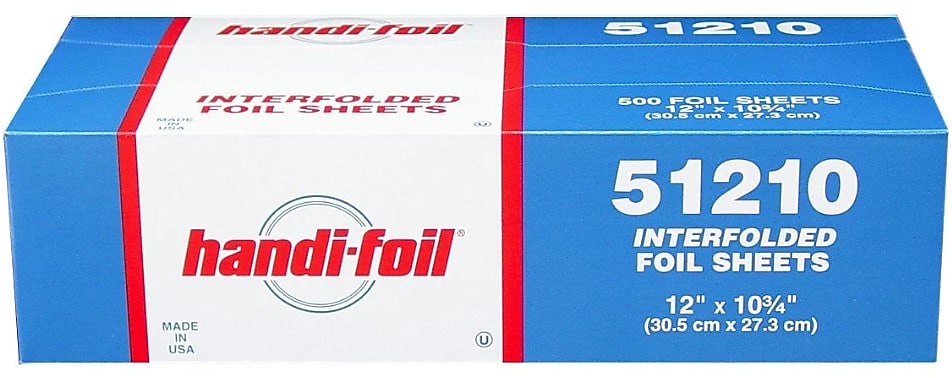 handi-foil
51210
INTERFOLDED
FOIL SHEETS
500 FOIL SHEETS
12" x 10¾"
(30.5 cm x 27.3 cm)
MADE
IN
USA
U
handi-foil®
51210
INTERFOLDED
FOIL SHEETS
12" x 10¾"
(30.5 cm x 27.3 cm)
MADE
IN
USA
U